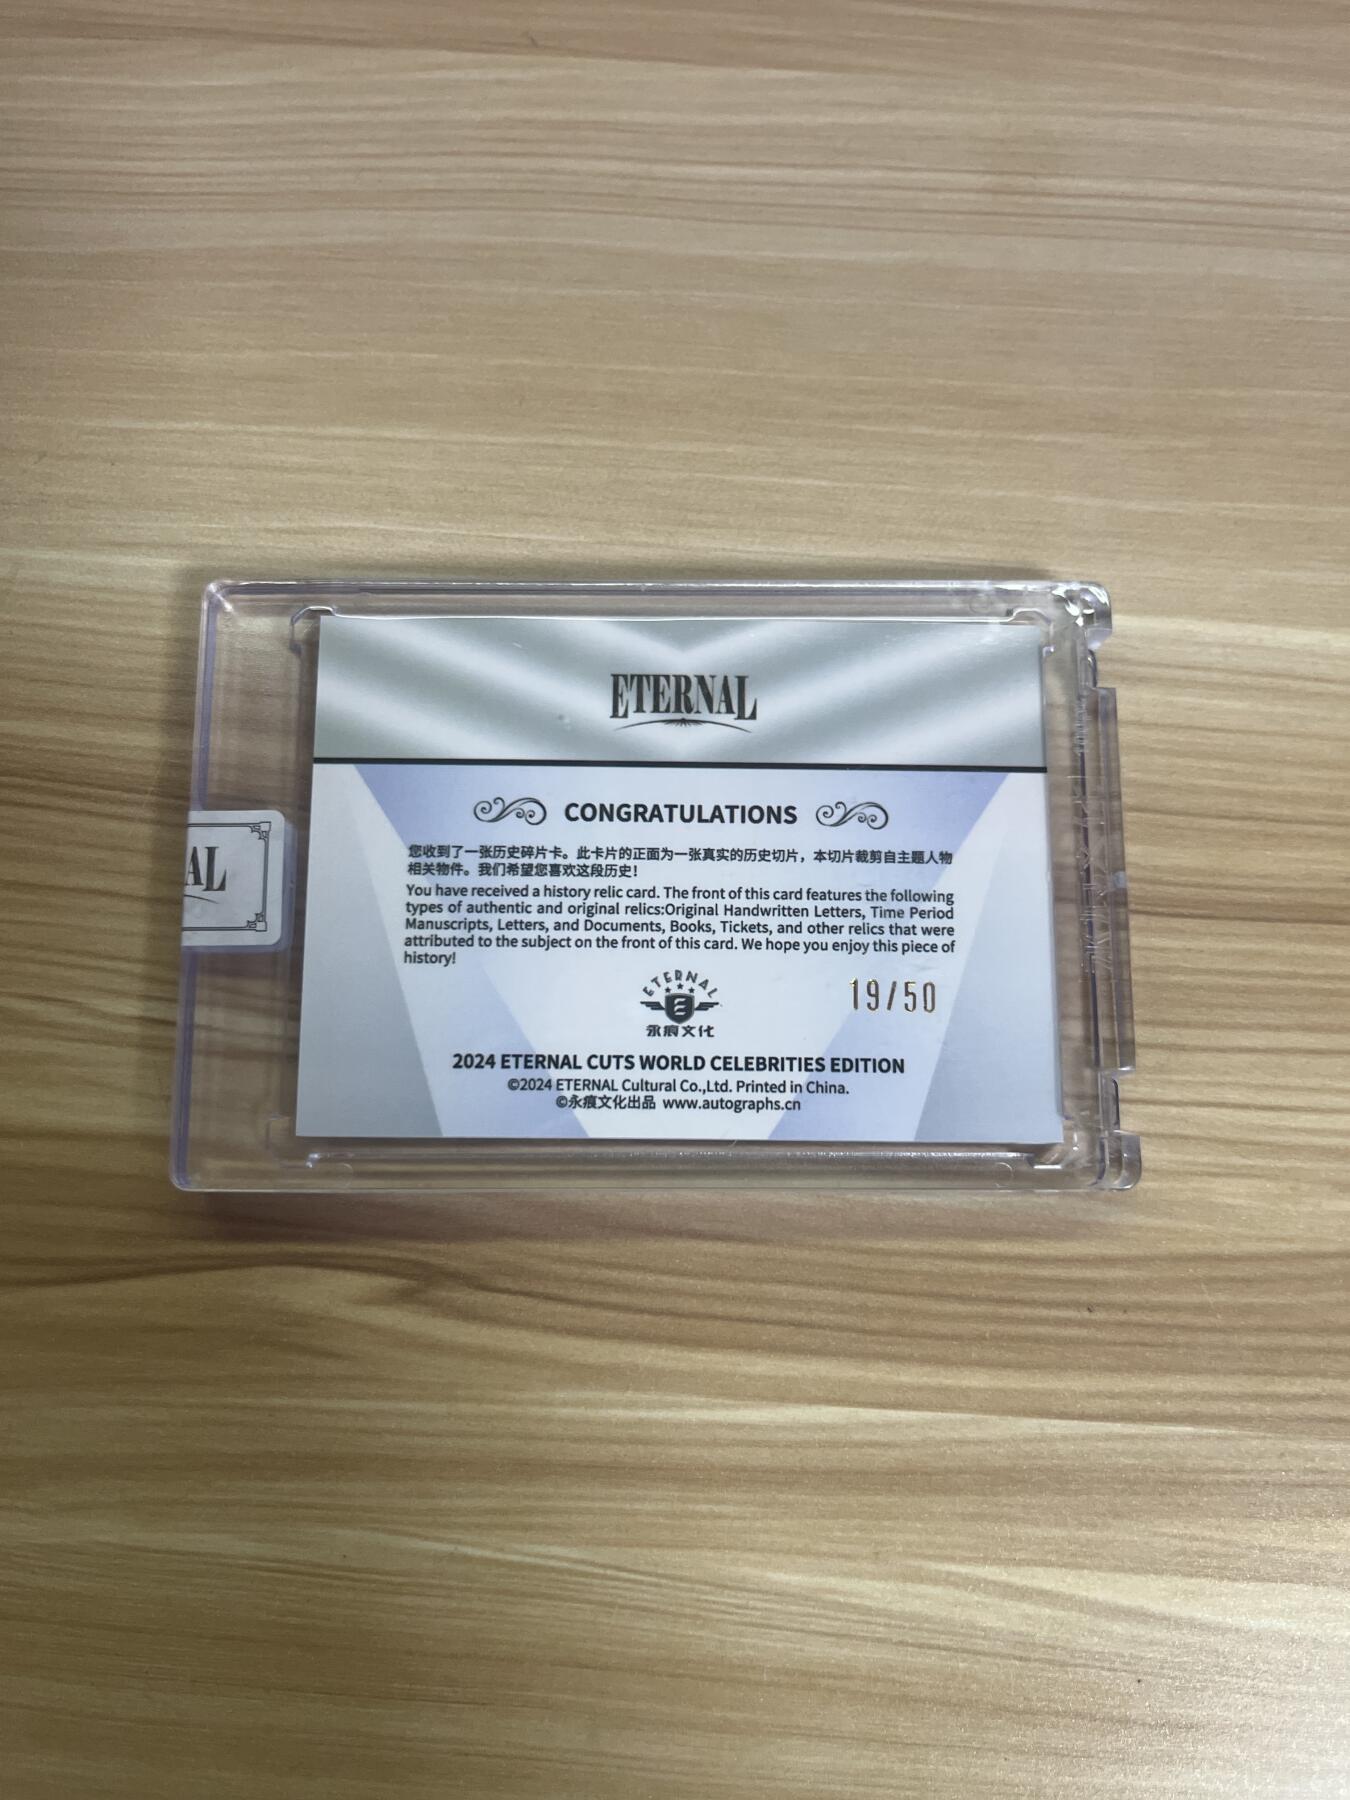 ETERNAL
CONGRATULATIONS
您收到了一张历史碎片卡。此卡片的正面为一张真实的历史切片，本切片裁剪自主题人物
相关物件。我们希望您喜欢这段历史！
You have received a history relic card. The front of this card features the following
types of authentic and original relics:Original Handwritten Letters, Time Period
Manuscripts, Letters, and Documents, Books, Tickets, and other relics that were
attributed to the subject on the front of this card. We hope you enjoy this piece of
history!
AL
ETERNAL
E
永痕文化
19/50
2024 ETERNAL CUTS WORLD CELEBRITIES EDITION
©2024 ETERNAL Cultural Co.,Ltd. Printed in China.
©永痕文化出品 www.autographs.cn